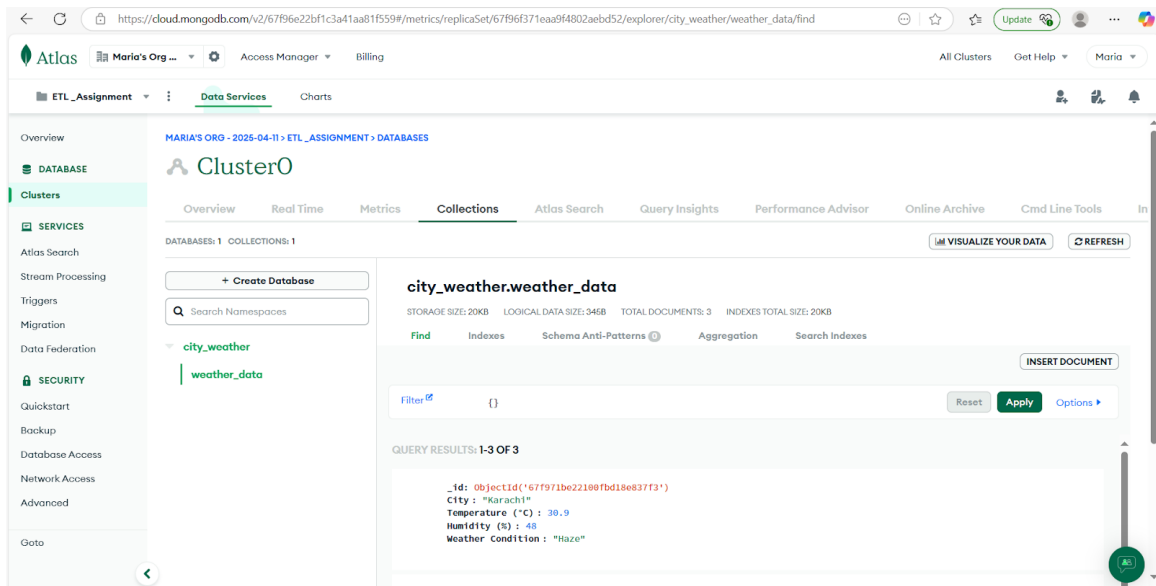 https://cloud.mongodb.com/v2/67f96e22bf1c3a41aa81f559#/metrics/replicaSet/67f96f371eaa9f4802aebd52/explorer/city_weather/weather_data/find
Update
Atlas
Maria's Org ...
Access Manager
Billing
All Clusters
Get Help
Maria
ETL_Assignment
Data Services
Charts
Overview
DATABASE
Clusters
SERVICES
Atlas Search
Stream Processing
Triggers
Migration
Data Federation
SECURITY
Quickstart
Backup
Database Access
Network Access
Advanced
Goto
MARIA'S ORG - 2025-04-11 > ETL_ASSIGNMENT > DATABASES
Cluster0
Overview
Real Time
Metrics
Collections
Atlas Search
Query Insights
Performance Advisor
Online Archive
Cmd Line Tools
In
DATABASES: 1 COLLECTIONS: 1
VISUALIZE YOUR DATA
REFRESH
+ Create Database
Search Namespaces
city_weather
weather_data
city_weather.weather_data
STORAGE SIZE: 20KB LOGICAL DATA SIZE: 345B TOTAL DOCUMENTS: 3 INDEXES TOTAL SIZE: 20KB
Find
Indexes
Schema Anti-Patterns 0
Aggregation
Search Indexes
INSERT DOCUMENT
Filter
{}
Reset
Apply
Options
QUERY RESULTS: 1-3 OF 3
_id: ObjectId('67f971be22100fbd18e837f3')
City : "Karachi"
Temperature (°C) : 30.9
Humidity (%) : 48
Weather Condition : "Haze"